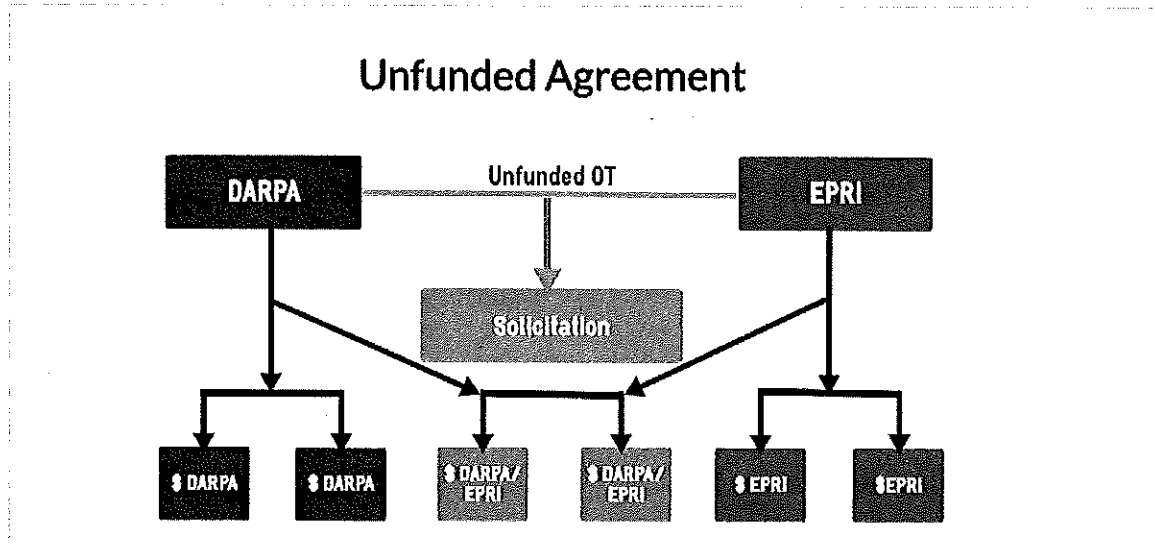 Unfunded Agreement
DARPA
Unfunded OT
EPRI
Solicitation
$ DARPA
$ DARPA
$ DARPA/
EPRI
$ DARPA/
EPRI
$ EPRI
$EPRI